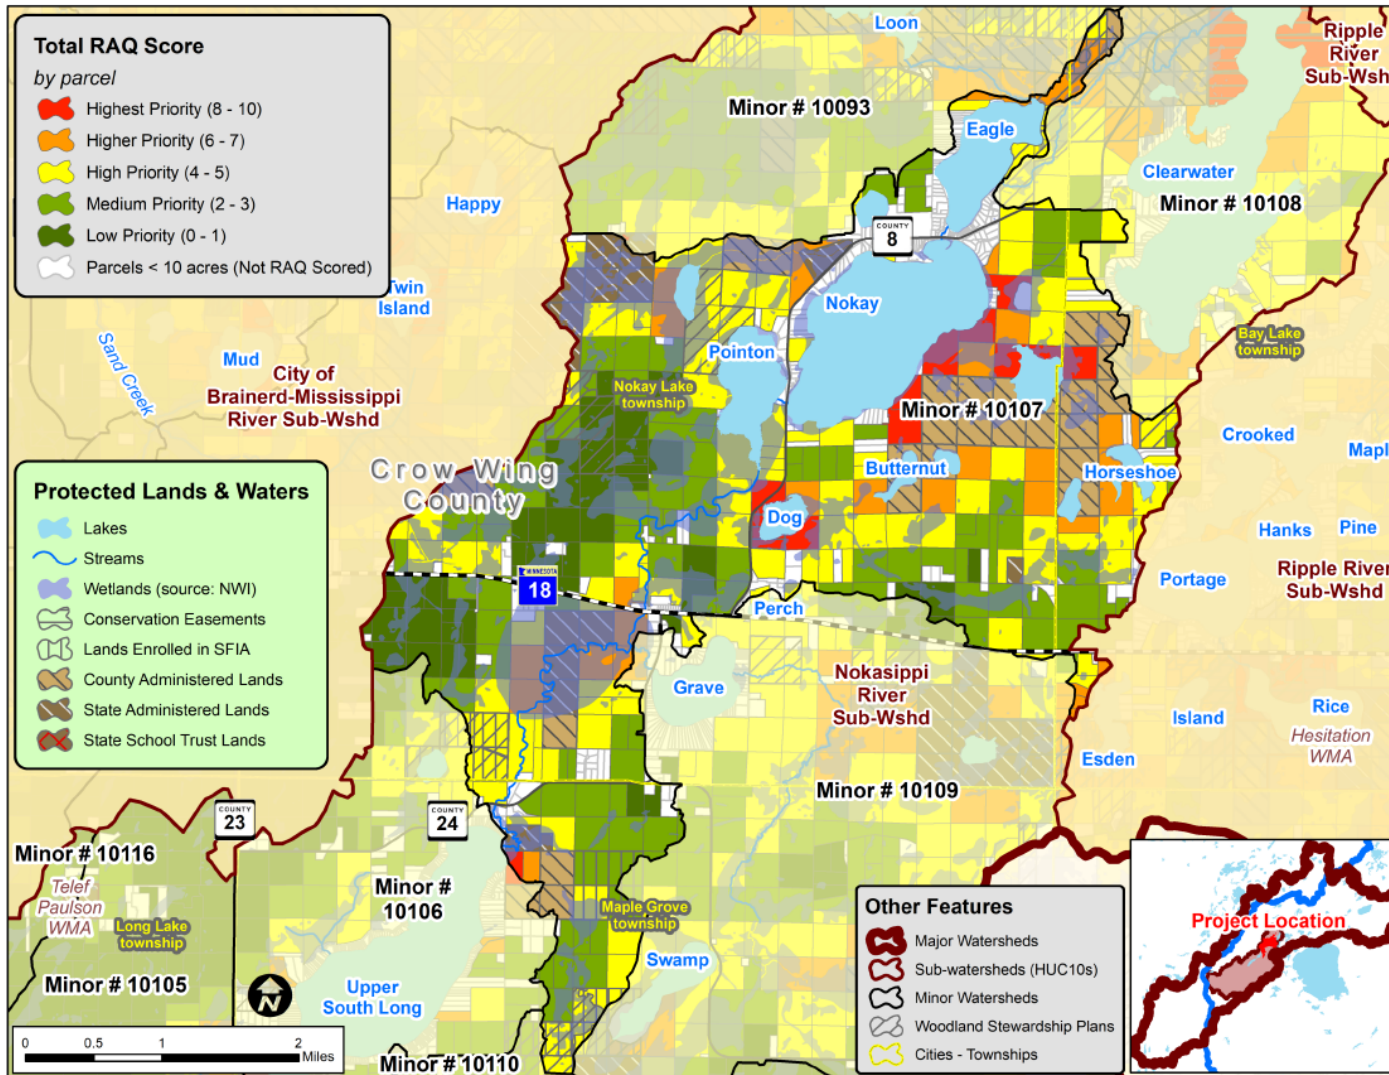 Total RAQ Score
by parcel
Highest Priority (8 - 10)
Higher Priority (6 - 7)
High Priority (4 - 5)
Medium Priority (2 - 3)
Low Priority (0 - 1)
Parcels < 10 acres (Not RAQ Scored)
Loon
Ripple
River
Sub-Wsh
Minor # 10093
Eagle
Clearwater
Minor # 10108
Happy
COUNTY
8
Twin
Island
Nokay
Sand Creek
Mud
Pointon
Bay Lake
township
City of
Brainerd-Mississippi
River Sub-Wshd
Nokay Lake
township
Minor # 10107
Crooked
Mapl
Crow Wing
County
Butternut
Horseshoe
Protected Lands & Waters
Lakes
Streams
Wetlands (source: NWI)
Conservation Easements
Lands Enrolled in SFIA
County Administered Lands
State Administered Lands
State School Trust Lands
Dog
Hanks
Pine
MINNESOTA
18
Portage
Ripple River
Sub-Wshd
Perch
Grave
Nokasippi
River
Sub-Wshd
Island
Rice
Hesitation
WMA
Esden
Minor # 10109
COUNTY
23
COUNTY
24
Minor # 10116
Telef
Paulson
WMA
Long Lake
township
Minor #
10106
Maple Grove
township
Minor # 10105
Upper
South Long
Swamp
N
0 0.5 1 2
Miles
Minor # 10110
Other Features
Major Watersheds
Sub-watersheds (HUC10s)
Minor Watersheds
Woodland Stewardship Plans
Cities - Townships
Project Location